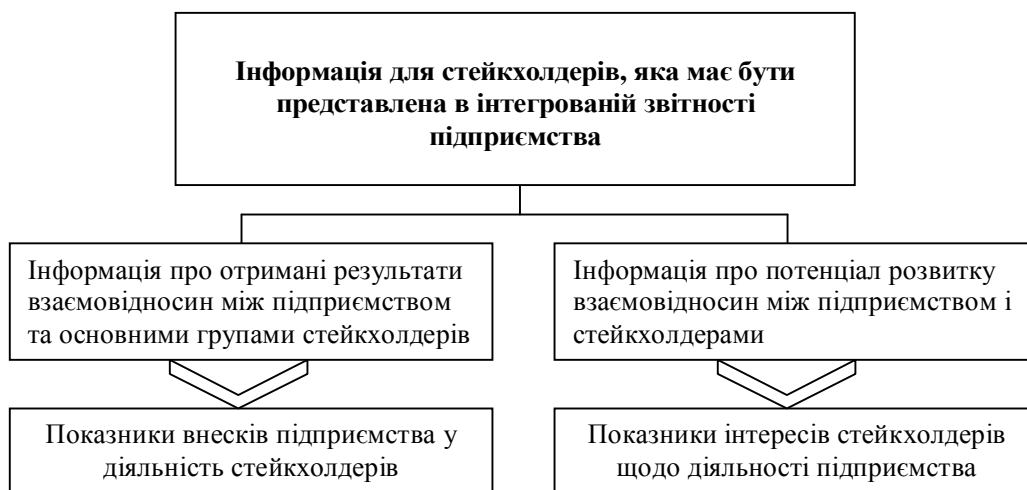 Інформація для стейкхолдерів, яка має бути
представлена в інтегрованій звітності
підприємства
Інформація про отримані результати
взаємовідносин між підприємством
та основними групами стейкхолдерів
Інформація про потенціал розвитку
взаємовідносин між підприємством і
стейкхолдерами
Показники внесків підприємства у
діяльність стейкхолдерів
Показники інтересів стейкхолдерів
щодо діяльності підприємства